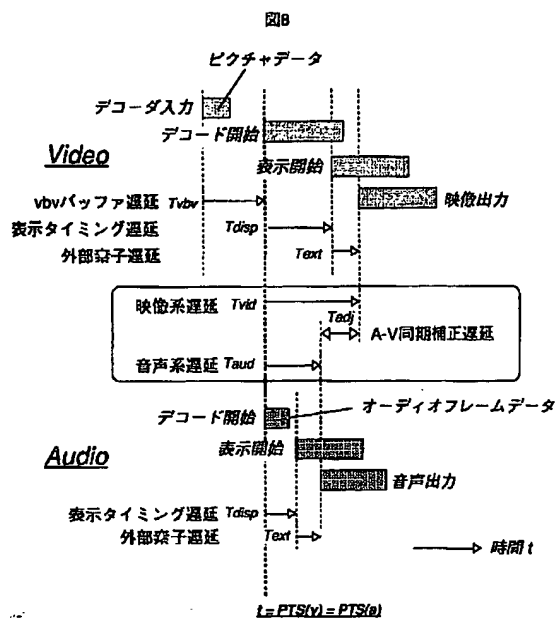 図8
ピクチャデータ
デコーダ入力
デコード開始
Video
表示開始
vbvバッファ遅延 Tvbv
映像出力
表示タイミング遅延 Tdisp
外部素子遅延 Text
映像系遅延 Tvid
Tadj
A-V同期補正遅延
音声系遅延 Taud
デコード開始
オーディオフレームデータ
表示開始
Audio
音声出力
表示タイミング遅延 Tdisp
外部素子遅延 Text
時間 t
t = PTS(v) = PTS(a)